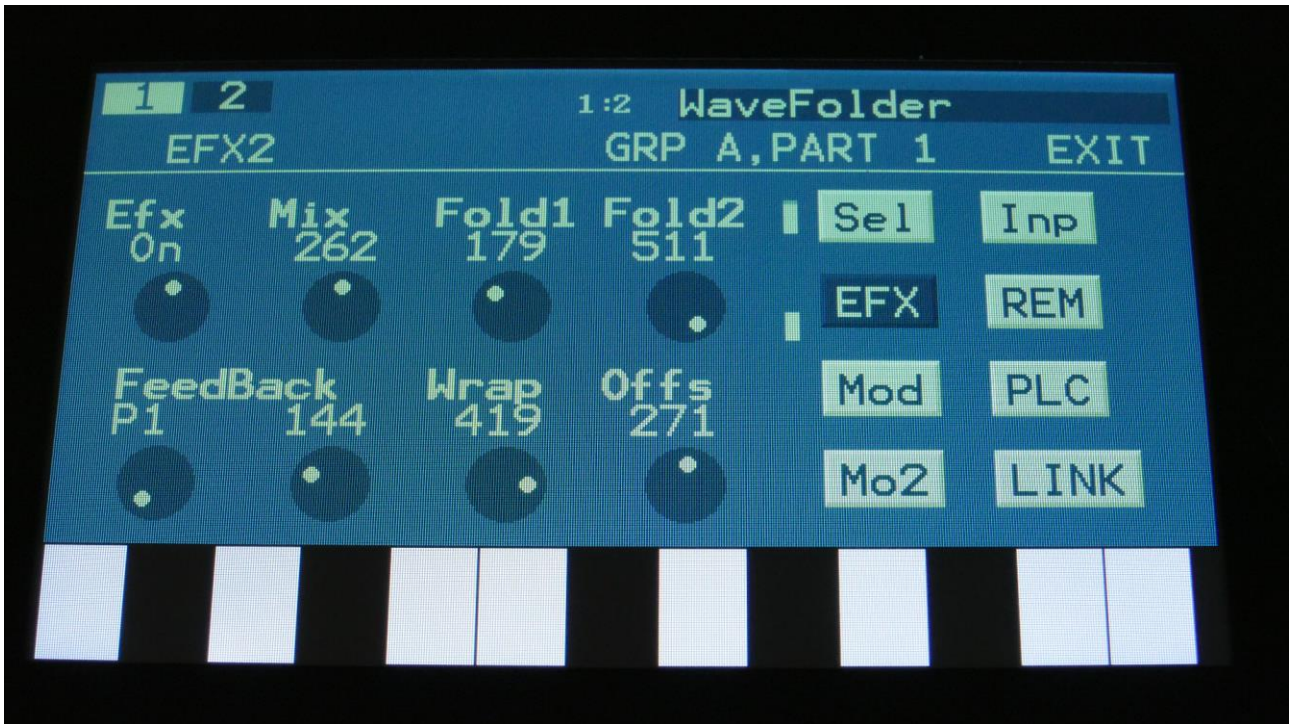 1 2 1:2 WaveFolder
EFX2 GRP A,PART 1 EXIT
Efx Mix Fold1 Fold2 Sel Inp
On 262 179 511
EFX REM
FeedBack Wrap Offs Mod PLC
P1 144 419 271
Mo2 LINK